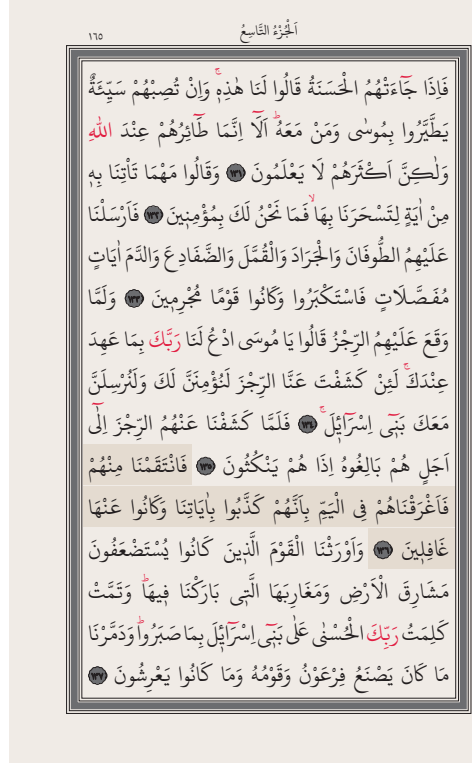 اَلْجُزْءُ التَّاسِعُ
١٦٥
فَاِذَا جَٓاءَتْهُمُ الْحَسَنَةُ قَالُوا لَنَا هٰذِهٖۚ وَاِنْ تُصِبْهُمْ سَيِّئَةٌ
يَطَّيَّرُوا بِمُوسٰى وَمَنْ مَعَهُؕ اَلَٓا اِنَّمَا طَٓائِرُهُمْ عِنْدَ اللّٰهِ
وَلٰكِنَّ اَكْثَرَهُمْ لَا يَعْلَمُونَ ﴿١٣١﴾ وَقَالُوا مَهْمَا تَأْتِنَا بِهٖ
مِنْ اٰيَةٍ لِتَسْحَرَنَا بِهَاۙ فَمَا نَحْنُ لَكَ بِمُؤْمِنٖينَ ﴿١٣٢﴾ فَاَرْسَلْنَا
عَلَيْهِمُ الطُّوفَانَ وَالْجَرَادَ وَالْقُمَّلَ وَالضَّفَادِعَ وَالدَّمَ اٰيَاتٍ
مُفَصَّلَاتٍ فَاسْتَكْبَرُوا وَكَانُوا قَوْمًا مُجْرِمٖينَ ﴿١٣٣﴾ وَلَمَّا
وَقَعَ عَلَيْهِمُ الرِّجْزُ قَالُوا يَا مُوسَى ادْعُ لَنَا رَبَّكَ بِمَا عَهِدَ
عِنْدَكَۚ لَئِنْ كَشَفْتَ عَنَّا الرِّجْزَ لَنُؤْمِنَنَّ لَكَ وَلَنُرْسِلَنَّ
مَعَكَ بَنٖٓى اِسْرَٓائٖلَۚ ﴿١٣٤﴾ فَلَمَّا كَشَفْنَا عَنْهُمُ الرِّجْزَ اِلٰٓى
اَجَلٍ هُمْ بَالِغُوهُ اِذَا هُمْ يَنْكُثُونَ ﴿١٣٥﴾ فَانْتَقَمْنَا مِنْهُمْ
فَاَغْرَقْنَاهُمْ فِى الْيَمِّ بِاَنَّهُمْ كَذَّبُوا بِاٰيَاتِنَا وَكَانُوا عَنْهَا
غَافِلٖينَ ﴿١٣٦﴾ وَاَوْرَثْنَا الْقَوْمَ الَّذٖينَ كَانُوا يُسْتَضْعَفُونَ
مَشَارِقَ الْاَرْضِ وَمَغَارِبَهَا الَّتٖى بَارَكْنَا فٖيهَاؕ وَتَمَّتْ
كَلِمَتُ رَبِّكَ الْحُسْنٰى عَلٰى بَنٖٓى اِسْرَٓائٖلَ بِمَا صَبَرُواؕ وَدَمَّرْنَا
مَا كَانَ يَصْنَعُ فِرْعَوْنُ وَقَوْمُهُ وَمَا كَانُوا يَعْرِشُونَ ﴿١٣٧﴾